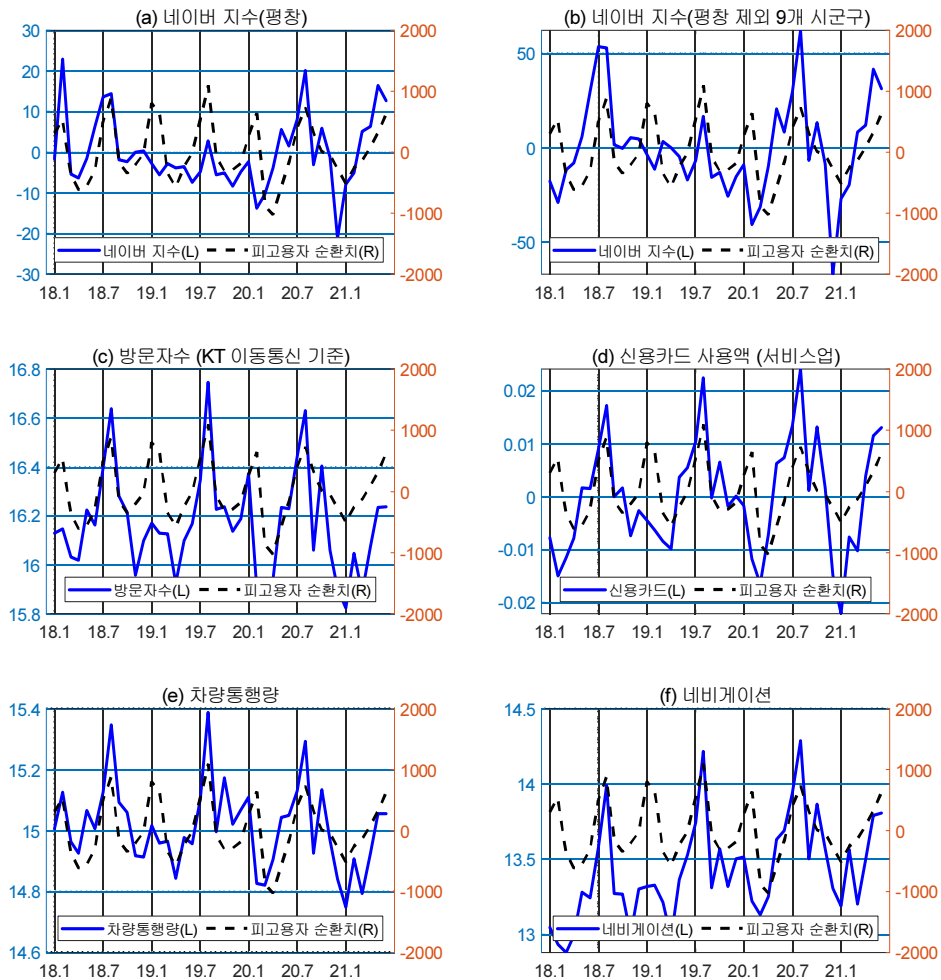 (a) 네이버 지수(평창)
30
20
10
0
-10
-20
-30
2000
1000
0
-1000
-2000
네이버 지수(L)
피고용자 순환치(R)
18.1 18.7 19.1 19.7 20.1 20.7 21.1
(b) 네이버 지수(평창 제외 9개 시군구)
50
0
-50
2000
1000
0
-1000
-2000
네이버 지수(L)
피고용자 순환치(R)
18.1 18.7 19.1 19.7 20.1 20.7 21.1
(c) 방문자수 (KT 이동통신 기준)
16.8
16.6
16.4
16.2
16
15.8
2000
1000
0
-1000
-2000
방문자수(L)
피고용자 순환치(R)
18.1 18.7 19.1 19.7 20.1 20.7 21.1
(d) 신용카드 사용액 (서비스업)
0.02
0.01
0
-0.01
-0.02
2000
1000
0
-1000
-2000
신용카드(L)
피고용자 순환치(R)
18.1 18.7 19.1 19.7 20.1 20.7 21.1
(e) 차량통행량
15.4
15.2
15
14.8
14.6
2000
1000
0
-1000
-2000
차량통행량(L)
피고용자 순환치(R)
18.1 18.7 19.1 19.7 20.1 20.7 21.1
(f) 네비게이션
14.5
14
13.5
13
2000
1000
0
-1000
-2000
네비게이션(L)
피고용자 순환치(R)
18.1 18.7 19.1 19.7 20.1 20.7 21.1